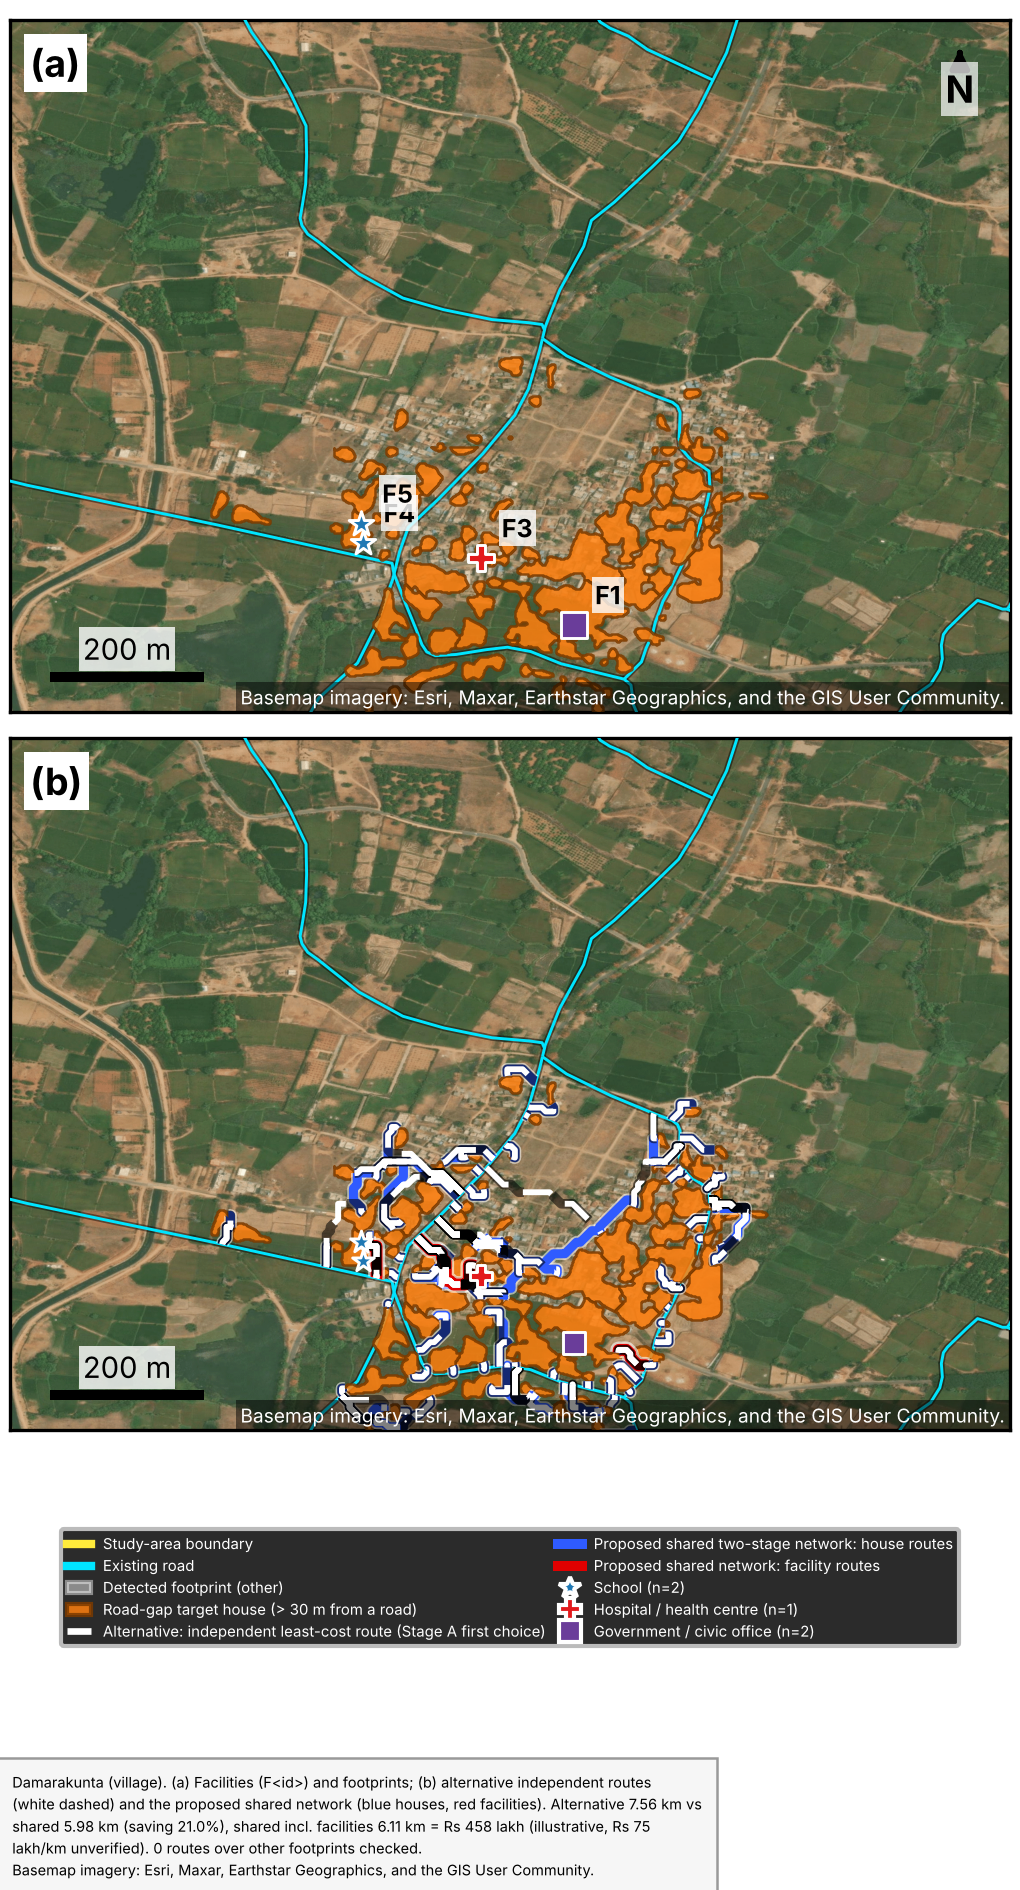 (a)
N
F5
F4
F3
F1
200 m
Basemap imagery: Esri, Maxar, Earthstar Geographics, and the GIS User Community.
(b)
200 m
Basemap imagery: Esri, Maxar, Earthstar Geographics, and the GIS User Community.
Study-area boundary
Existing road
Detected footprint (other)
Road-gap target house (> 30 m from a road)
Alternative: independent least-cost route (Stage A first choice)
Proposed shared two-stage network: house routes
Proposed shared network: facility routes
School (n=2)
Hospital / health centre (n=1)
Government / civic office (n=2)
Damarakunta (village). (a) Facilities (F<id>) and footprints; (b) alternative independent routes
(white dashed) and the proposed shared network (blue houses, red facilities). Alternative 7.56 km vs
shared 5.98 km (saving 21.0%), shared incl. facilities 6.11 km = Rs 458 lakh (illustrative, Rs 75
lakh/km unverified). 0 routes over other footprints checked.
Basemap imagery: Esri, Maxar, Earthstar Geographics, and the GIS User Community.